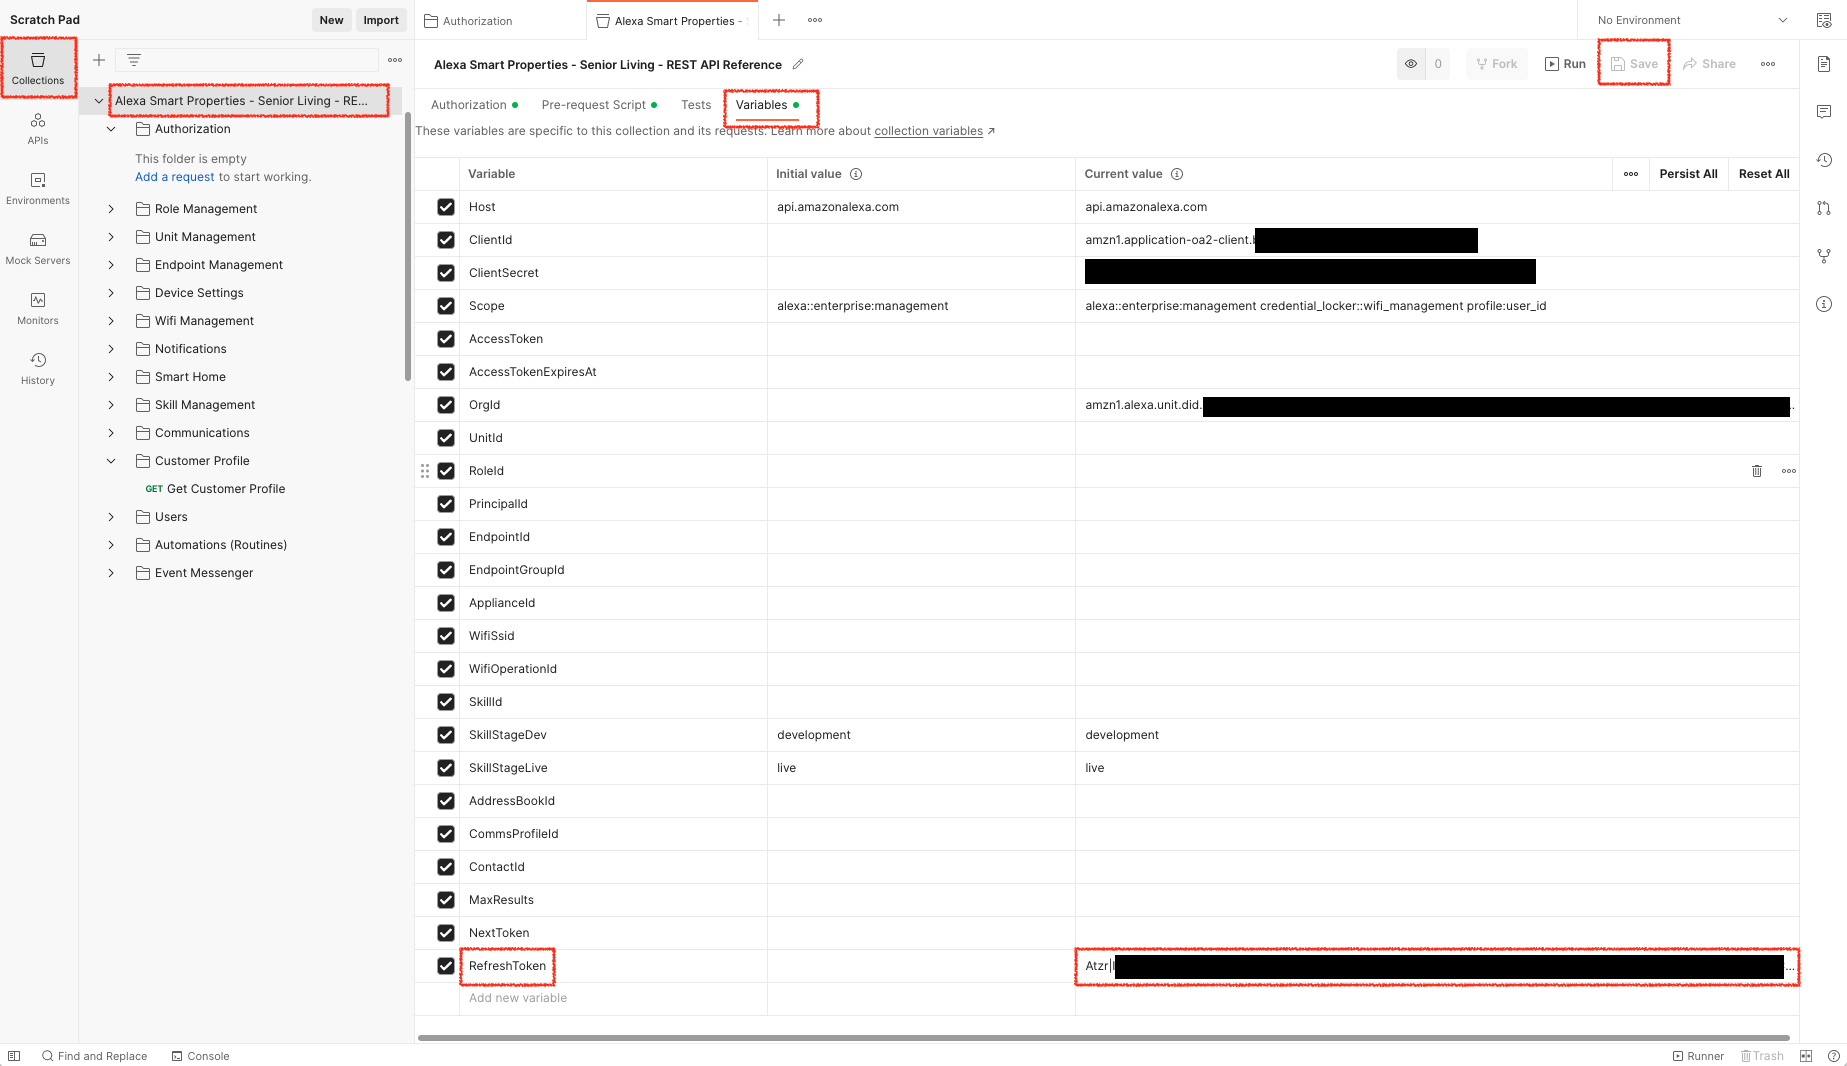 Scratch Pad
New
Import
Authorization
Alexa Smart Properties -
No Environment
Collections
APIs
Environments
Mock Servers
Monitors
History
Alexa Smart Properties - Senior Living - RE...
Authorization
This folder is empty
Add a request to start working.
Role Management
Unit Management
Endpoint Management
Device Settings
Wifi Management
Notifications
Smart Home
Skill Management
Communications
Customer Profile
GET Get Customer Profile
Users
Automations (Routines)
Event Messenger
Alexa Smart Properties - Senior Living - REST API Reference
0
Fork
Run
Save
Share
Authorization
Pre-request Script
Tests
Variables
These variables are specific to this collection and its requests. Learn more about collection variables ↗
Variable Initial value Current value Persist All Reset All
Host api.amazonalexa.com api.amazonalexa.com
ClientId amzn1.application-oa2-client.
ClientSecret
Scope alexa::enterprise:management alexa::enterprise:management credential_locker::wifi_management profile:user_id
AccessToken
AccessTokenExpiresAt
OrgId amzn1.alexa.unit.did.
UnitId
RoleId
PrincipalId
EndpointId
EndpointGroupId
ApplianceId
WifiSsid
WifiOperationId
SkillId
SkillStageDev development development
SkillStageLive live live
AddressBookId
CommsProfileId
ContactId
MaxResults
NextToken
RefreshToken Atzr| ...
Add new variable
Find and Replace
Console
Runner
Trash